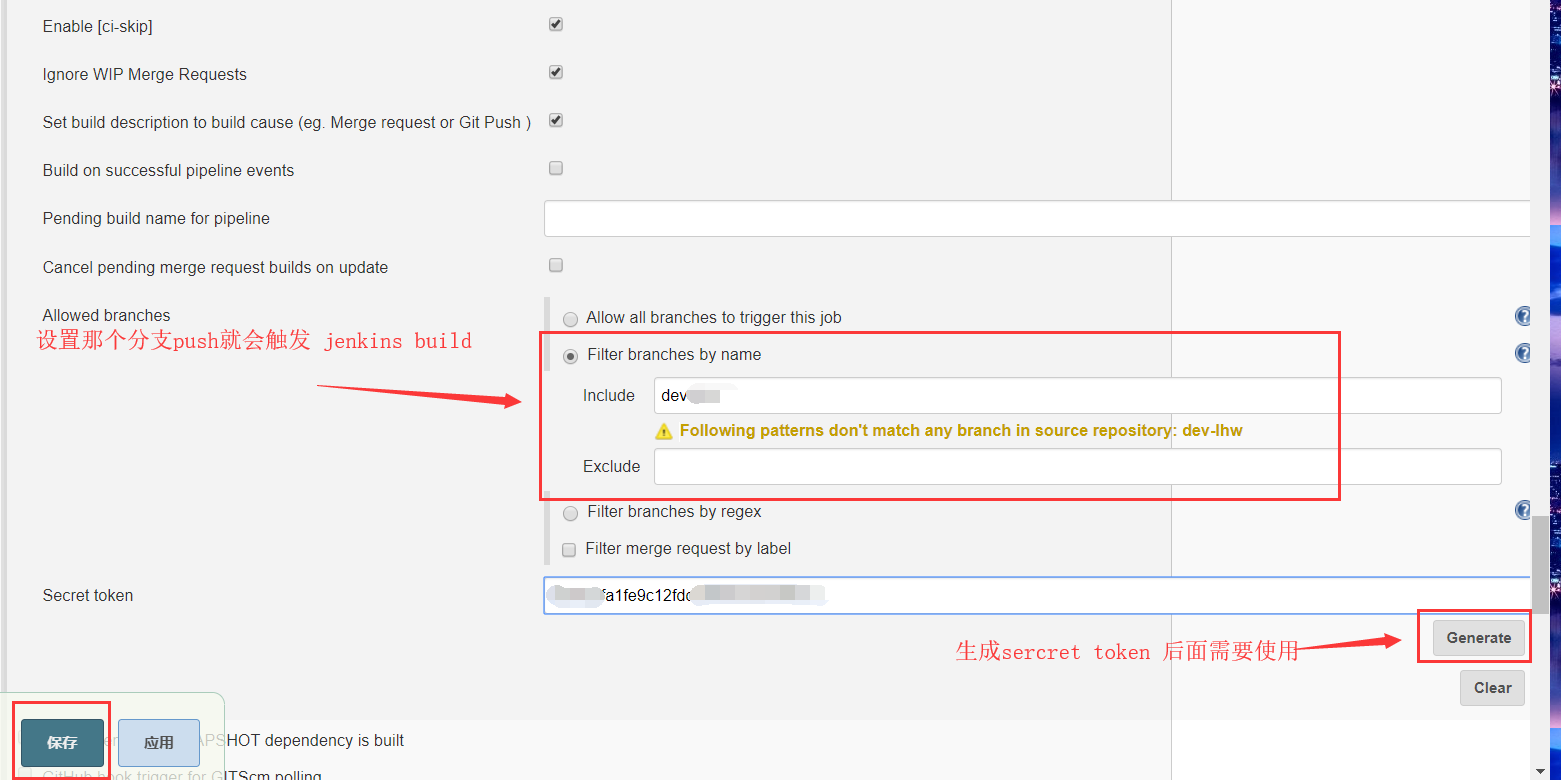 Enable [ci-skip]
Ignore WIP Merge Requests
Set build description to build cause (eg. Merge request or Git Push )
Build on successful pipeline events
Pending build name for pipeline
Cancel pending merge request builds on update
Allowed branches
Allow all branches to trigger this job
设置那个分支push就会触发 jenkins build
Filter branches by name
Include
dev
Following patterns don't match any branch in source repository: dev-lhw
Exclude
Filter branches by regex
Filter merge request by label
Secret token
fa1fe9c12fd
Generate
生成sercret token 后面需要使用
Clear
保存
应用
SHOT dependency is built
GitHub hook trigger for GITScm polling